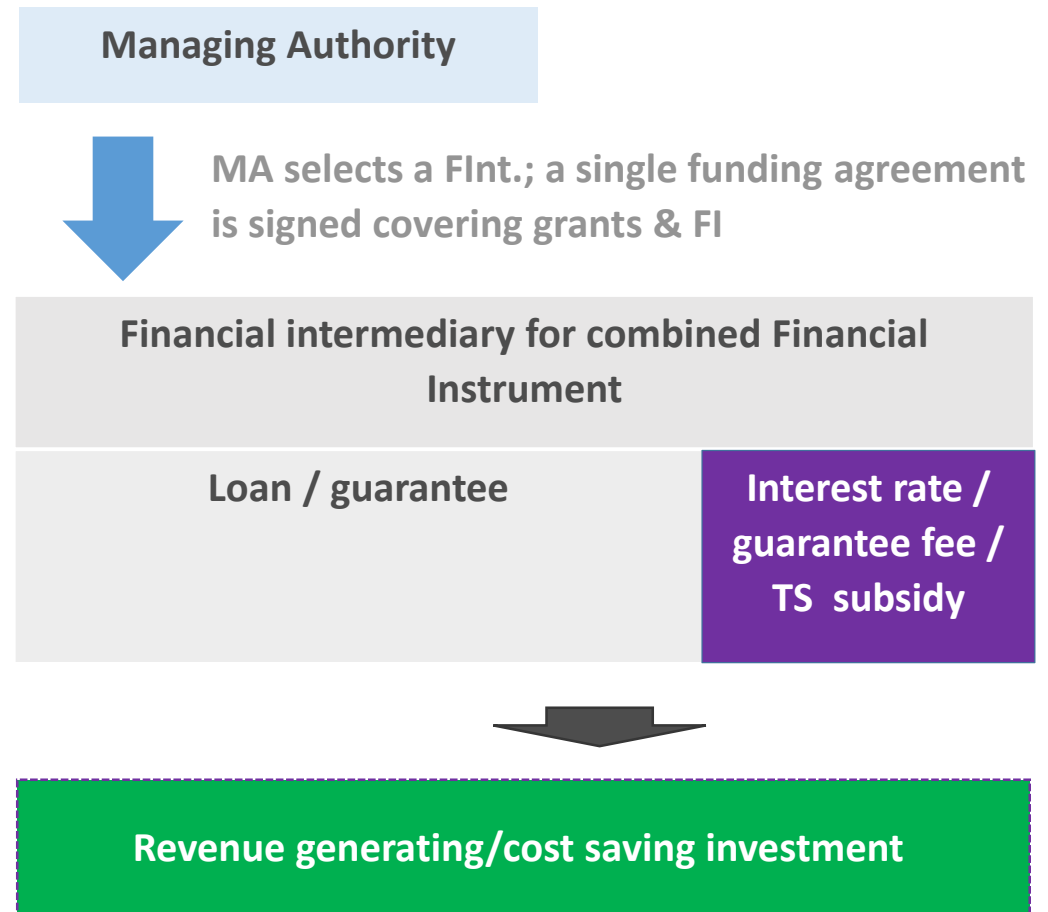 Managing Authority
MA selects a FInt.; a single funding agreement
is signed covering grants & FI
Financial intermediary for combined Financial
Instrument
Loan / guarantee
Interest rate /
guarantee fee /
TS subsidy
Revenue generating/cost saving investment